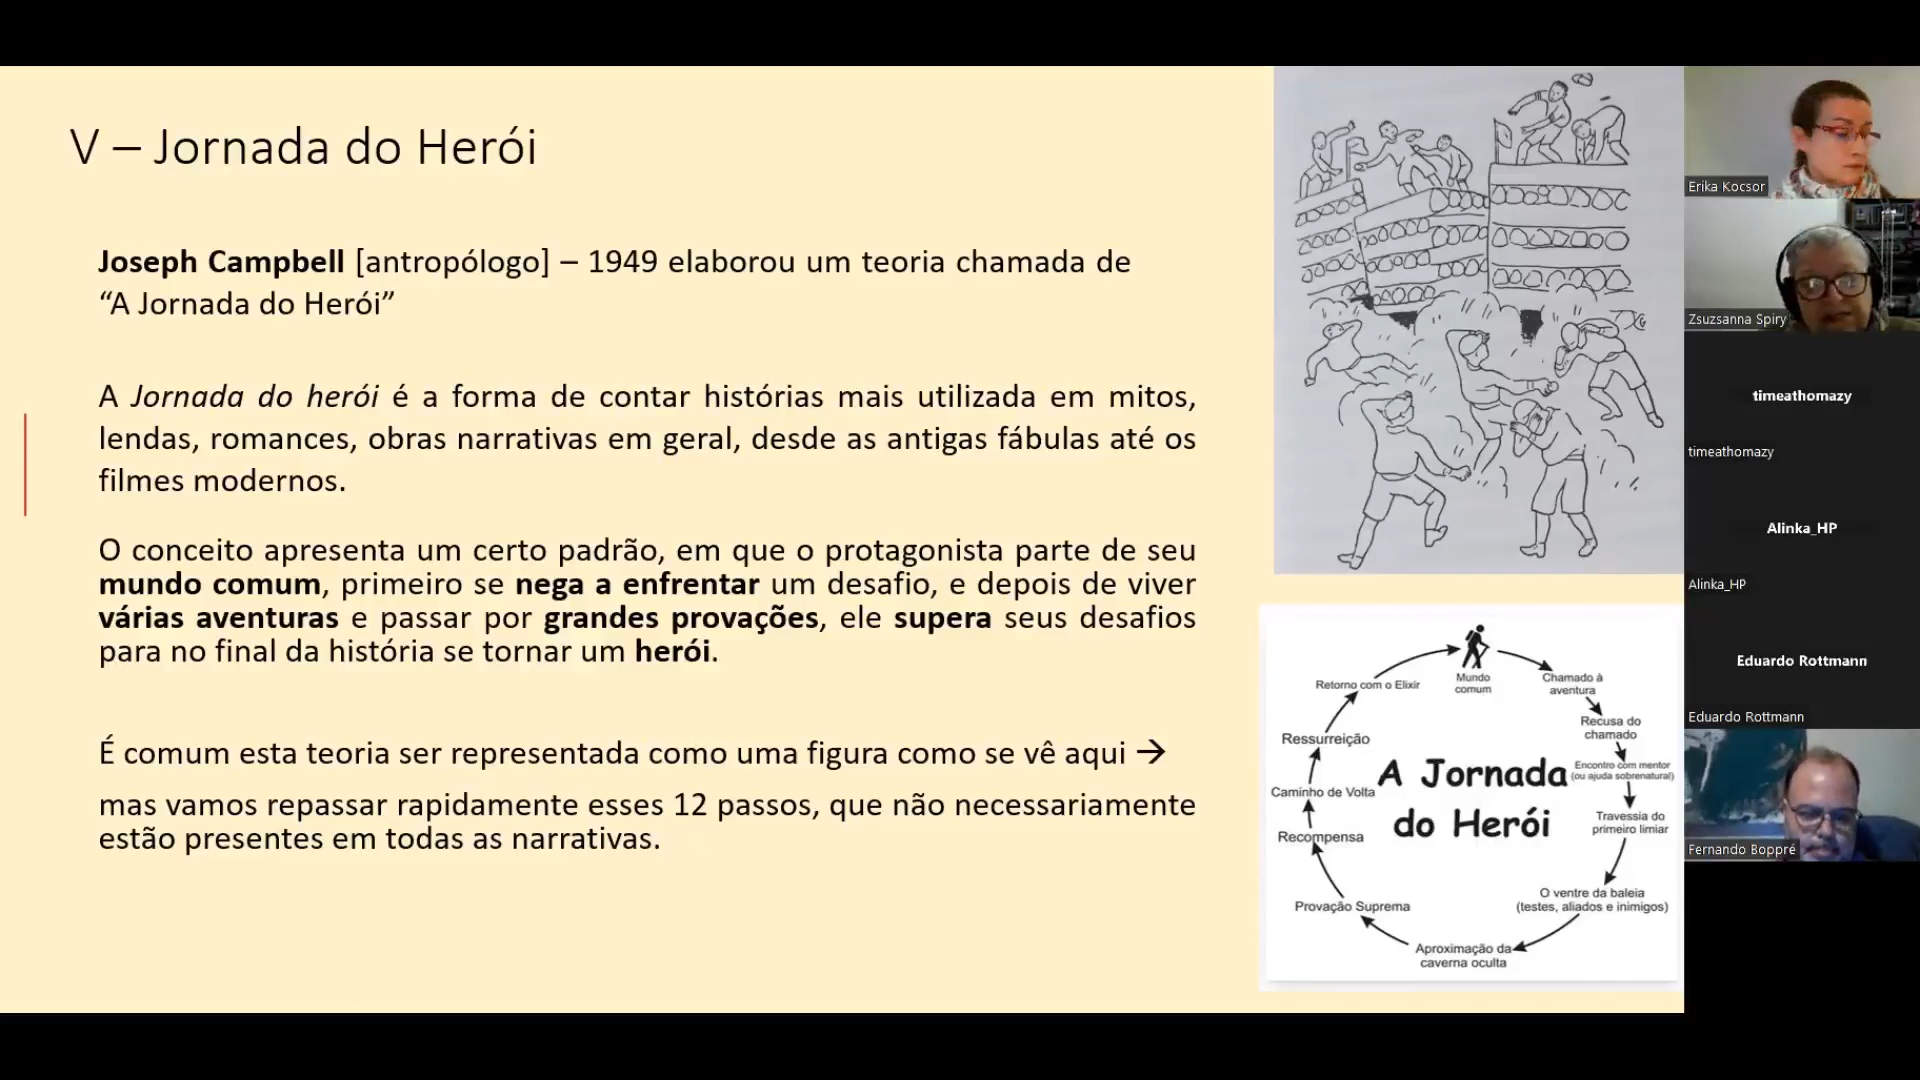 V – Jornada do Herói
Joseph Campbell [antropólogo] – 1949 elaborou um teoria chamada de
“A Jornada do Herói”
A Jornada do herói é a forma de contar histórias mais utilizada em mitos,
lendas, romances, obras narrativas em geral, desde as antigas fábulas até os
filmes modernos.
O conceito apresenta um certo padrão, em que o protagonista parte de seu
mundo comum, primeiro se nega a enfrentar um desafio, e depois de viver
várias aventuras e passar por grandes provações, ele supera seus desafios
para no final da história se tornar um herói.
É comum esta teoria ser representada como uma figura como se vê aqui →
mas vamos repassar rapidamente esses 12 passos, que não necessariamente
estão presentes em todas as narrativas.
Mundo
comum
Chamado à
aventura
Recusa do
chamado
Encontro com mentor
(ou ajuda sobrenatural)
Travessia do
primeiro limiar
O ventre da baleia
(testes, aliados e inimigos)
Aproximação da
caverna oculta
Provação Suprema
Recompensa
Caminho de Volta
Ressurreição
Retorno com o Elixir
A Jornada
do Herói
Erika Kocsor
Zsuzsanna Spiry
timeathomazy
timeathomazy
Alinka_HP
Alinka_HP
Eduardo Rottmann
Eduardo Rottmann
Fernando Boppré